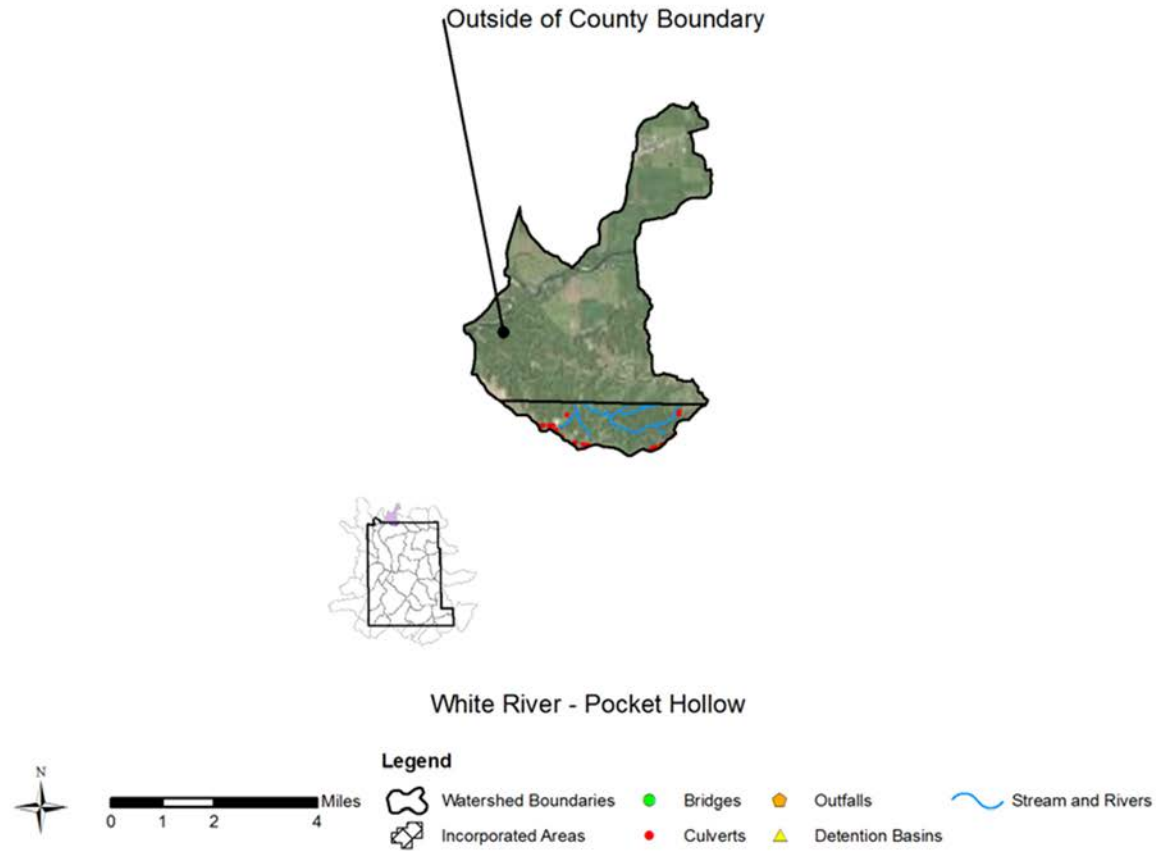 Outside of County Boundary
White River - Pocket Hollow
Legend
N
Miles
0 1 2 4
Watershed Boundaries
Bridges
Outfalls
Stream and Rivers
Incorporated Areas
Culverts
Detention Basins